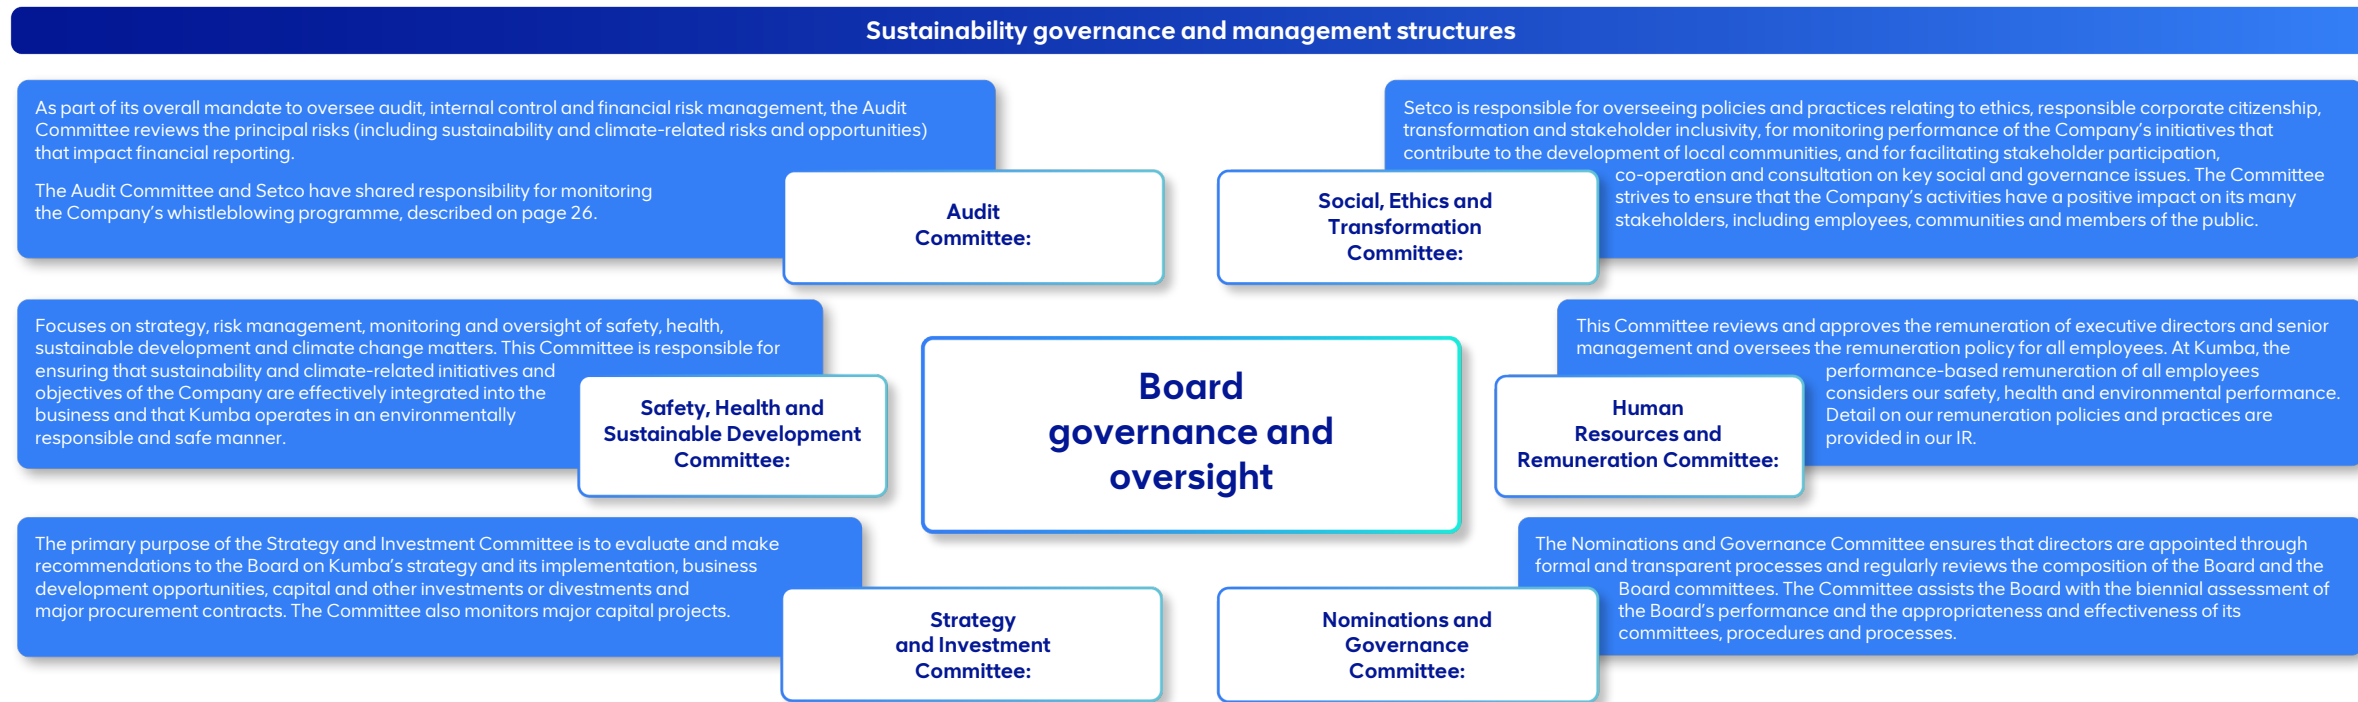 Sustainability governance and management structures
As part of its overall mandate to oversee audit, internal control and financial risk management, the Audit
Committee reviews the principal risks (including sustainability and climate-related risks and opportunities)
that impact financial reporting.
The Audit Committee and Setco have shared responsibility for monitoring
the Company's whistleblowing programme, described on page 26.
Audit
Committee:
Setco is responsible for overseeing policies and practices relating to ethics, responsible corporate citizenship,
transformation and stakeholder inclusivity, for monitoring performance of the Company's initiatives that
contribute to the development of local communities, and for facilitating stakeholder participation,
co-operation and consultation on key social and governance issues. The Committee
strives to ensure that the Company's activities have a positive impact on its many
stakeholders, including employees, communities and members of the public.
Social, Ethics and
Transformation
Committee:
Focuses on strategy, risk management, monitoring and oversight of safety, health,
sustainable development and climate change matters. This Committee is responsible for
ensuring that sustainability and climate-related initiatives and
objectives of the Company are effectively integrated into the
business and that Kumba operates in an environmentally
responsible and safe manner.
Safety, Health and
Sustainable Development
Committee:
Board
governance and
oversight
This Committee reviews and approves the remuneration of executive directors and senior
management and oversees the remuneration policy for all employees. At Kumba, the
performance-based remuneration of all employees
considers our safety, health and environmental performance.
Detail on our remuneration policies and practices are
provided in our IR.
Human
Resources and
Remuneration Committee:
The primary purpose of the Strategy and Investment Committee is to evaluate and make
recommendations to the Board on Kumba's strategy and its implementation, business
development opportunities, capital and other investments or divestments and
major procurement contracts. The Committee also monitors major capital projects.
Strategy
and Investment
Committee:
The Nominations and Governance Committee ensures that directors are appointed through
formal and transparent processes and regularly reviews the composition of the Board and the
Board committees. The Committee assists the Board with the biennial assessment of
the Board's performance and the appropriateness and effectiveness of its
committees, procedures and processes.
Nominations and
Governance
Committee: